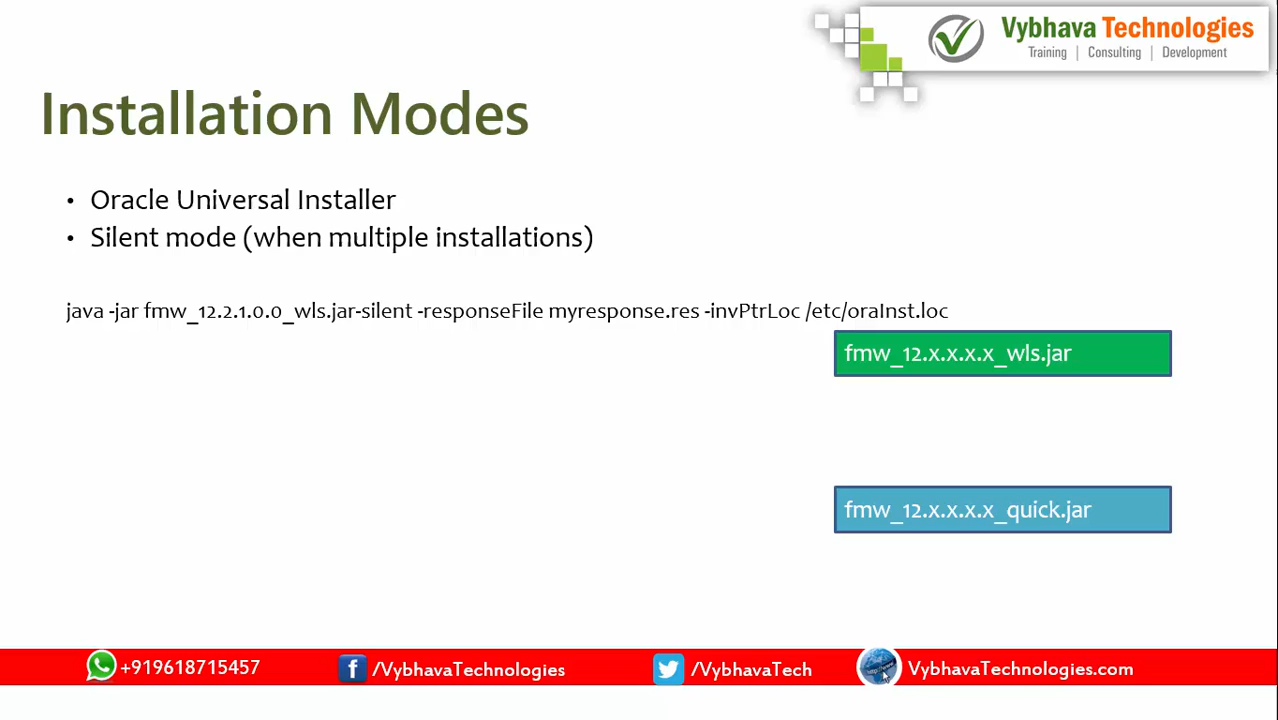 Vybhava Technologies
Training | Consulting | Development
Installation Modes
• Oracle Universal Installer
• Silent mode (when multiple installations)
java -jar fmw_12.2.1.0.0_wls.jar-silent -responseFile myresponse.res -invPtrLoc /etc/oraInst.loc
fmw_12.x.x.x.x_wls.jar
fmw_12.x.x.x.x_quick.jar
+919618715457 /VybhavaTechnologies /VybhavaTech VybhavaTechnologies.com